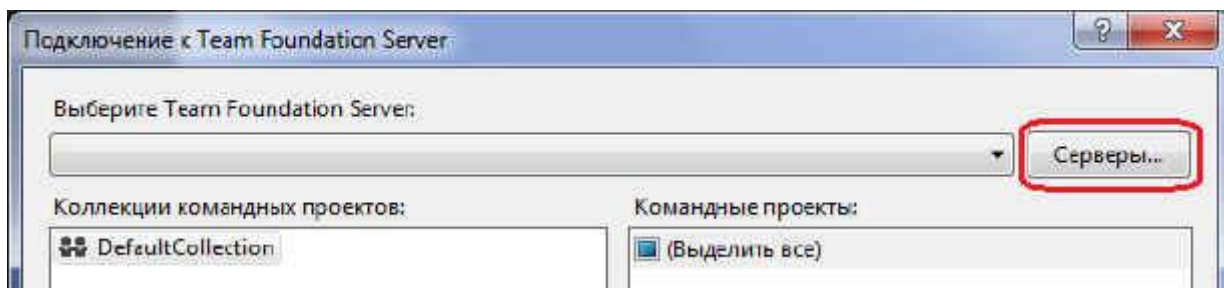 Подключение к Team Foundation Server
Выберите Team Foundation Server:
Серверы...
Коллекции командных проектов:
Командные проекты:
DefaultCollection
(Выделить все)